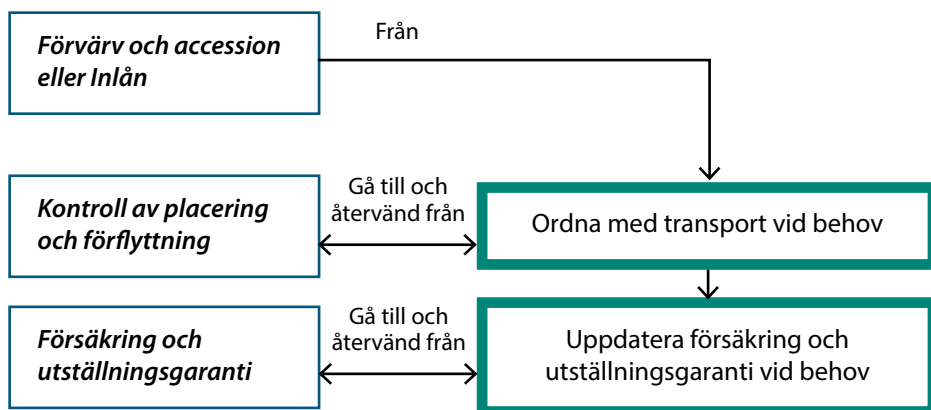 Förvärv och accession
eller Inlån
Från
Kontroll av placering
och förflyttning
Gå till och
återvänd från
Ordna med transport vid behov
Försäkring och
utställningsgaranti
Gå till och
återvänd från
Uppdatera försäkring och
utställningsgaranti vid behov